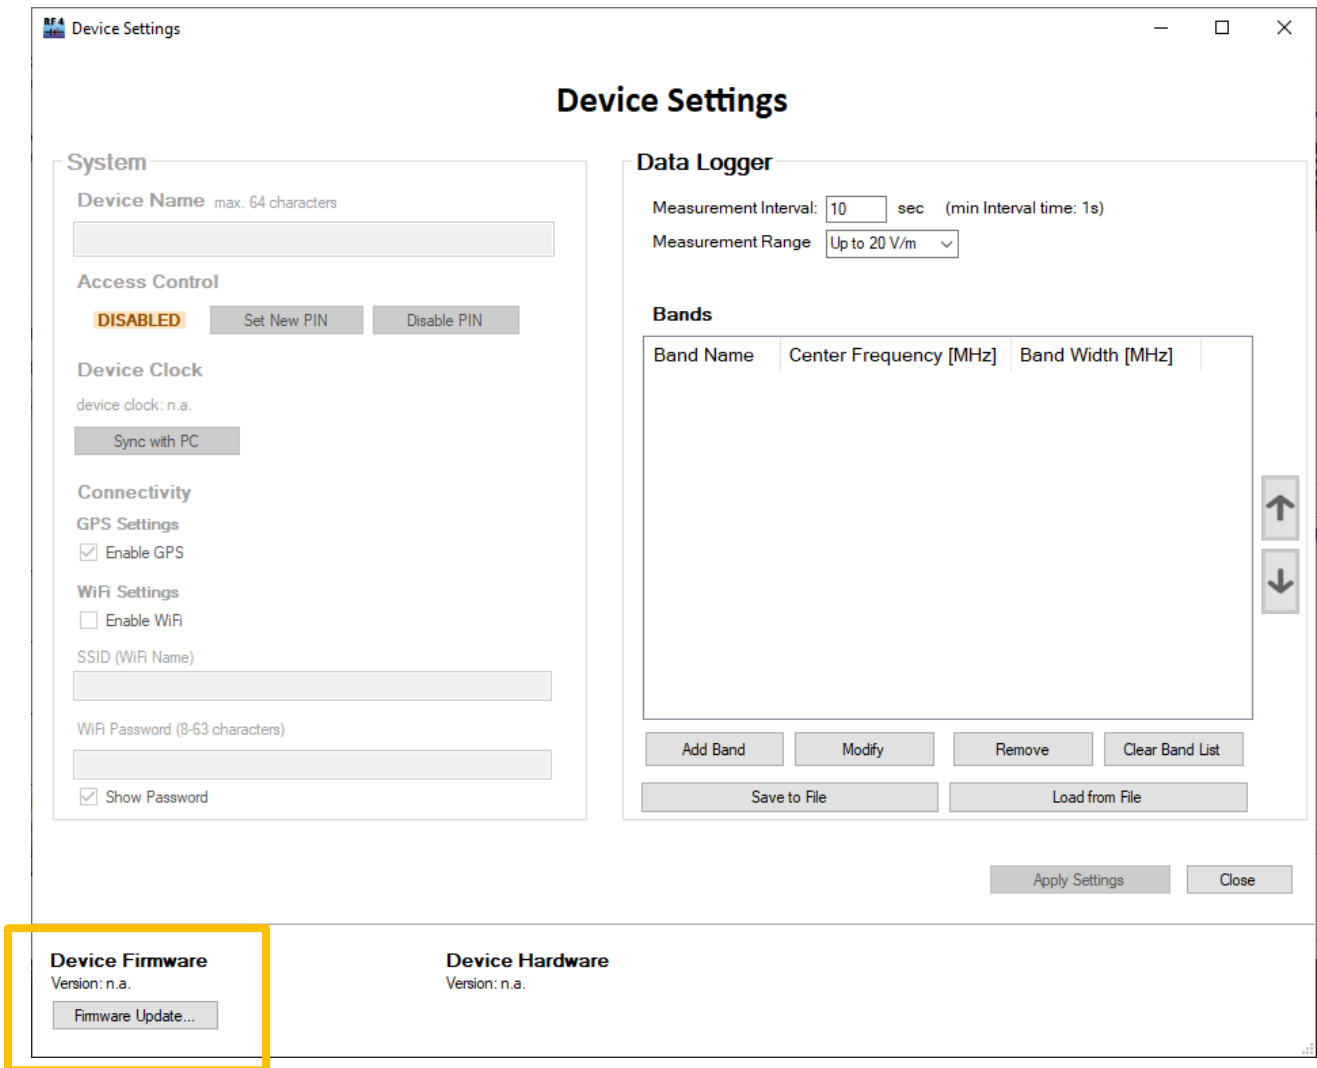 RF4
Device Settings
Device Settings
System
Device Name max. 64 characters
Access Control
DISABLED Set New PIN Disable PIN
Device Clock
device clock: n.a.
Sync with PC
Connectivity
GPS Settings
Enable GPS
WiFi Settings
Enable WiFi
SSID (WiFi Name)
WiFi Password (8-63 characters)
Show Password
Data Logger
Measurement Interval: 10 sec (min Interval time: 1s)
Measurement Range Up to 20 V/m
Bands
Band Name Center Frequency [MHz] Band Width [MHz]
Add Band Modify Remove Clear Band List
Save to File Load from File
Apply Settings Close
Device Firmware
Version: n.a.
Firmware Update...
Device Hardware
Version: n.a.